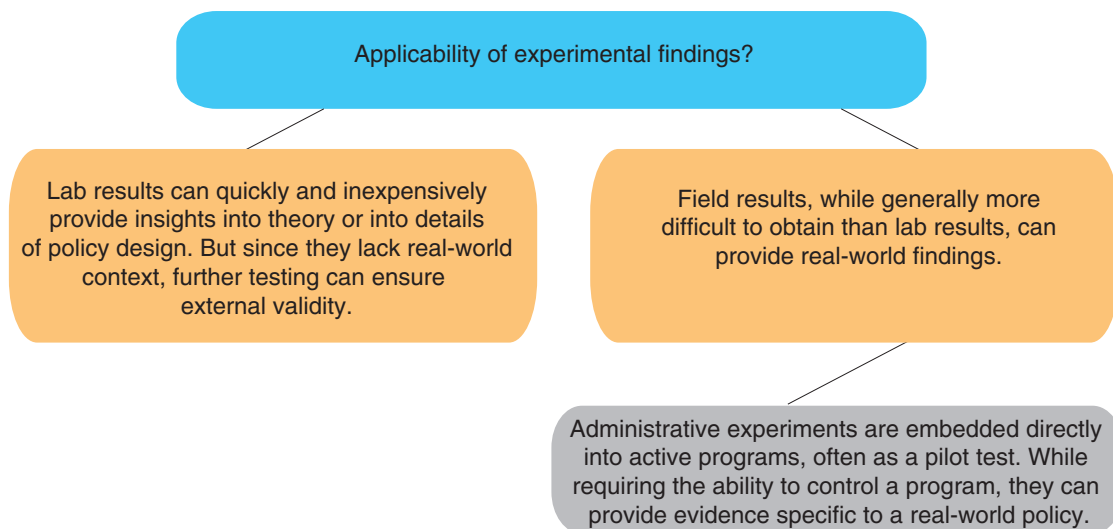 Applicability of experimental findings?
Lab results can quickly and inexpensively
provide insights into theory or into details
of policy design. But since they lack real-world
context, further testing can ensure
external validity.
Field results, while generally more
difficult to obtain than lab results, can
provide real-world findings.
Administrative experiments are embedded directly
into active programs, often as a pilot test. While
requiring the ability to control a program, they can
provide evidence specific to a real-world policy.